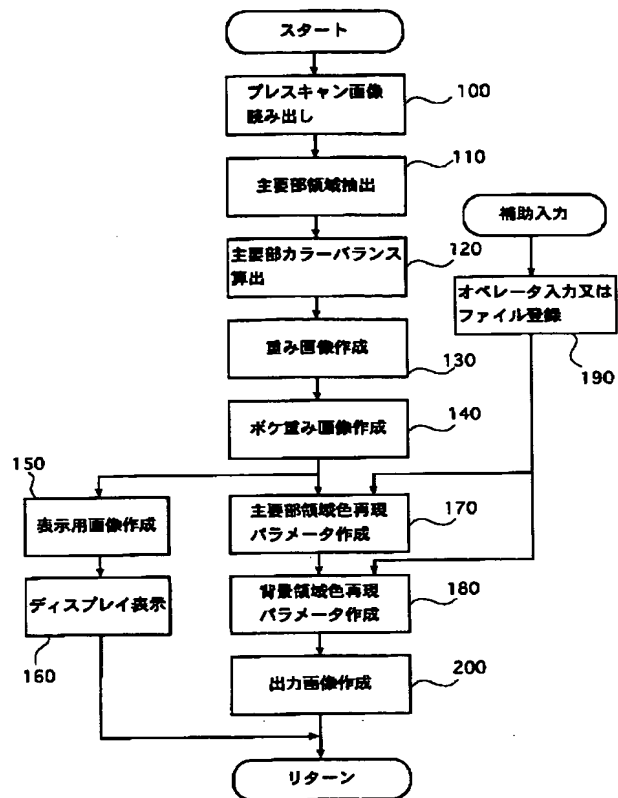 スタート
プレスキャン画像
読み出し
100
主要部領域抽出
110
主要部カラーバランス
算出
120
補助入力
オペレータ入力又は
ファイル登録
190
重み画像作成
130
ボケ重み画像作成
140
150
表示用画像作成
主要部領域色再現
パラメータ作成
170
ディスプレイ表示
160
背景領域色再現
パラメータ作成
180
出力画像作成
200
リターン